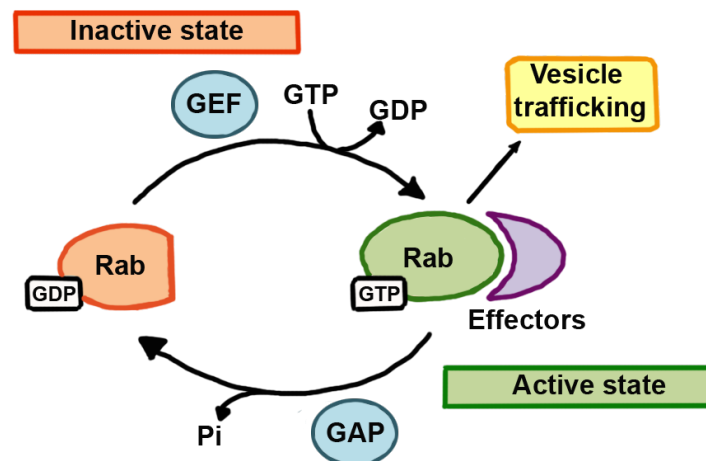 Inactive state
GEF
GTP
GDP
Vesicle
trafficking
Rab
GDP
Rab
GTP
Effectors
Active state
Pi
GAP